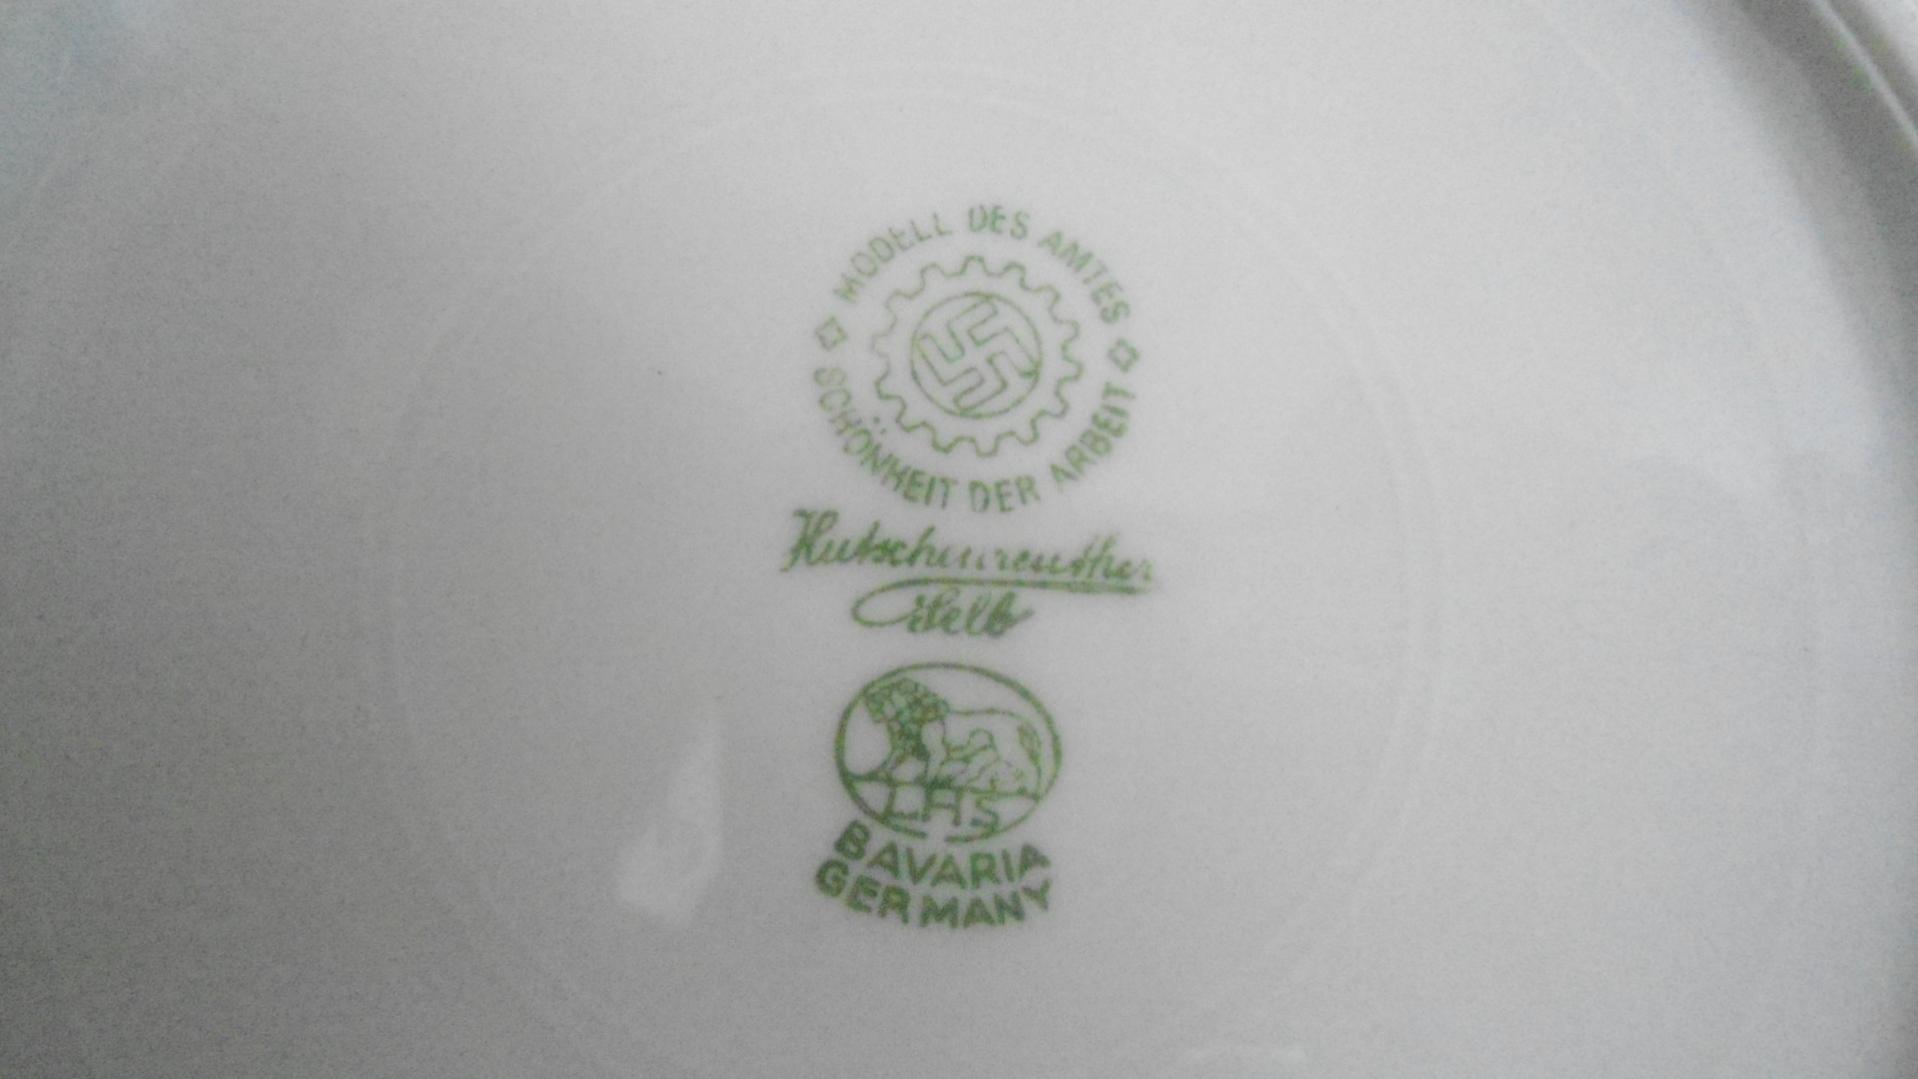 MODELL DES AMTES
SCHÖNHEIT DER ARBEIT
Hutschenreuther
Selb
LHS
BAVARIA
GERMANY